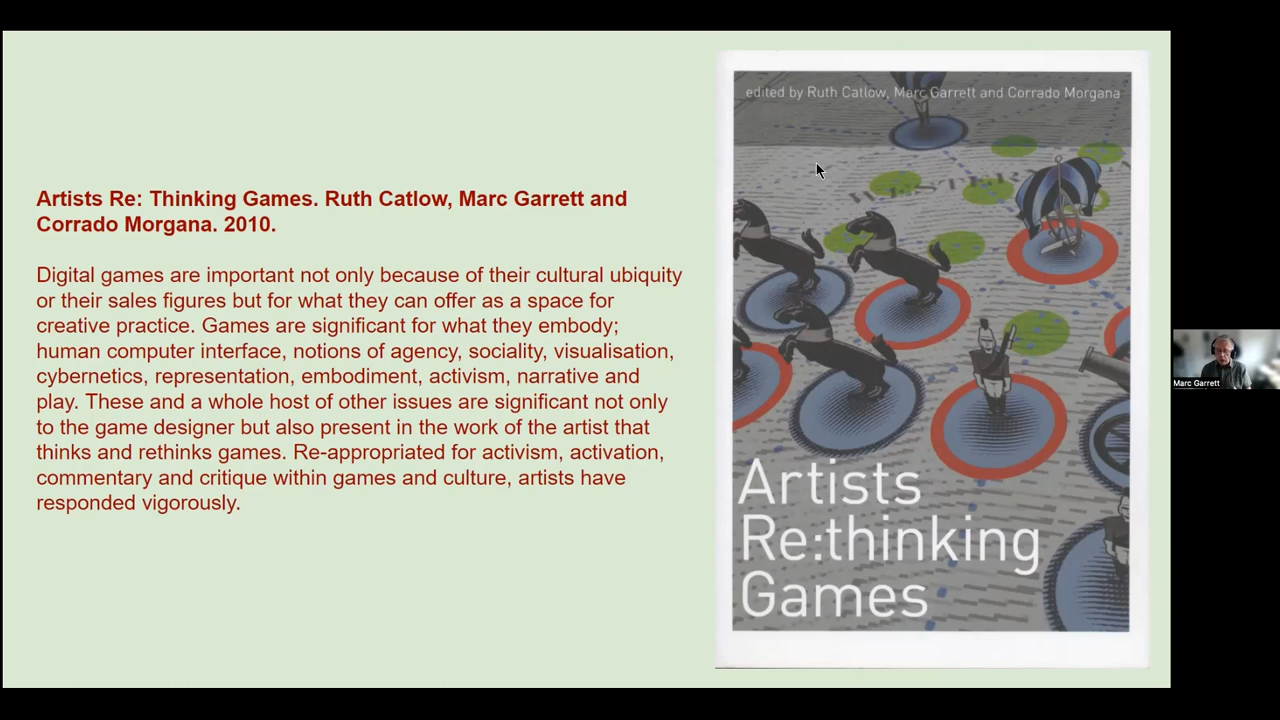 Artists Re: Thinking Games. Ruth Catlow, Marc Garrett and
Corrado Morgana. 2010.
Digital games are important not only because of their cultural ubiquity
or their sales figures but for what they can offer as a space for
creative practice. Games are significant for what they embody;
human computer interface, notions of agency, sociality, visualisation,
cybernetics, representation, embodiment, activism, narrative and
play. These and a whole host of other issues are significant not only
to the game designer but also present in the work of the artist that
thinks and rethinks games. Re-appropriated for activism, activation,
commentary and critique within games and culture, artists have
responded vigorously.
edited by Ruth Catlow, Marc Garrett and Corrado Morgana
Artists
Re:thinking
Games
Marc Garrett